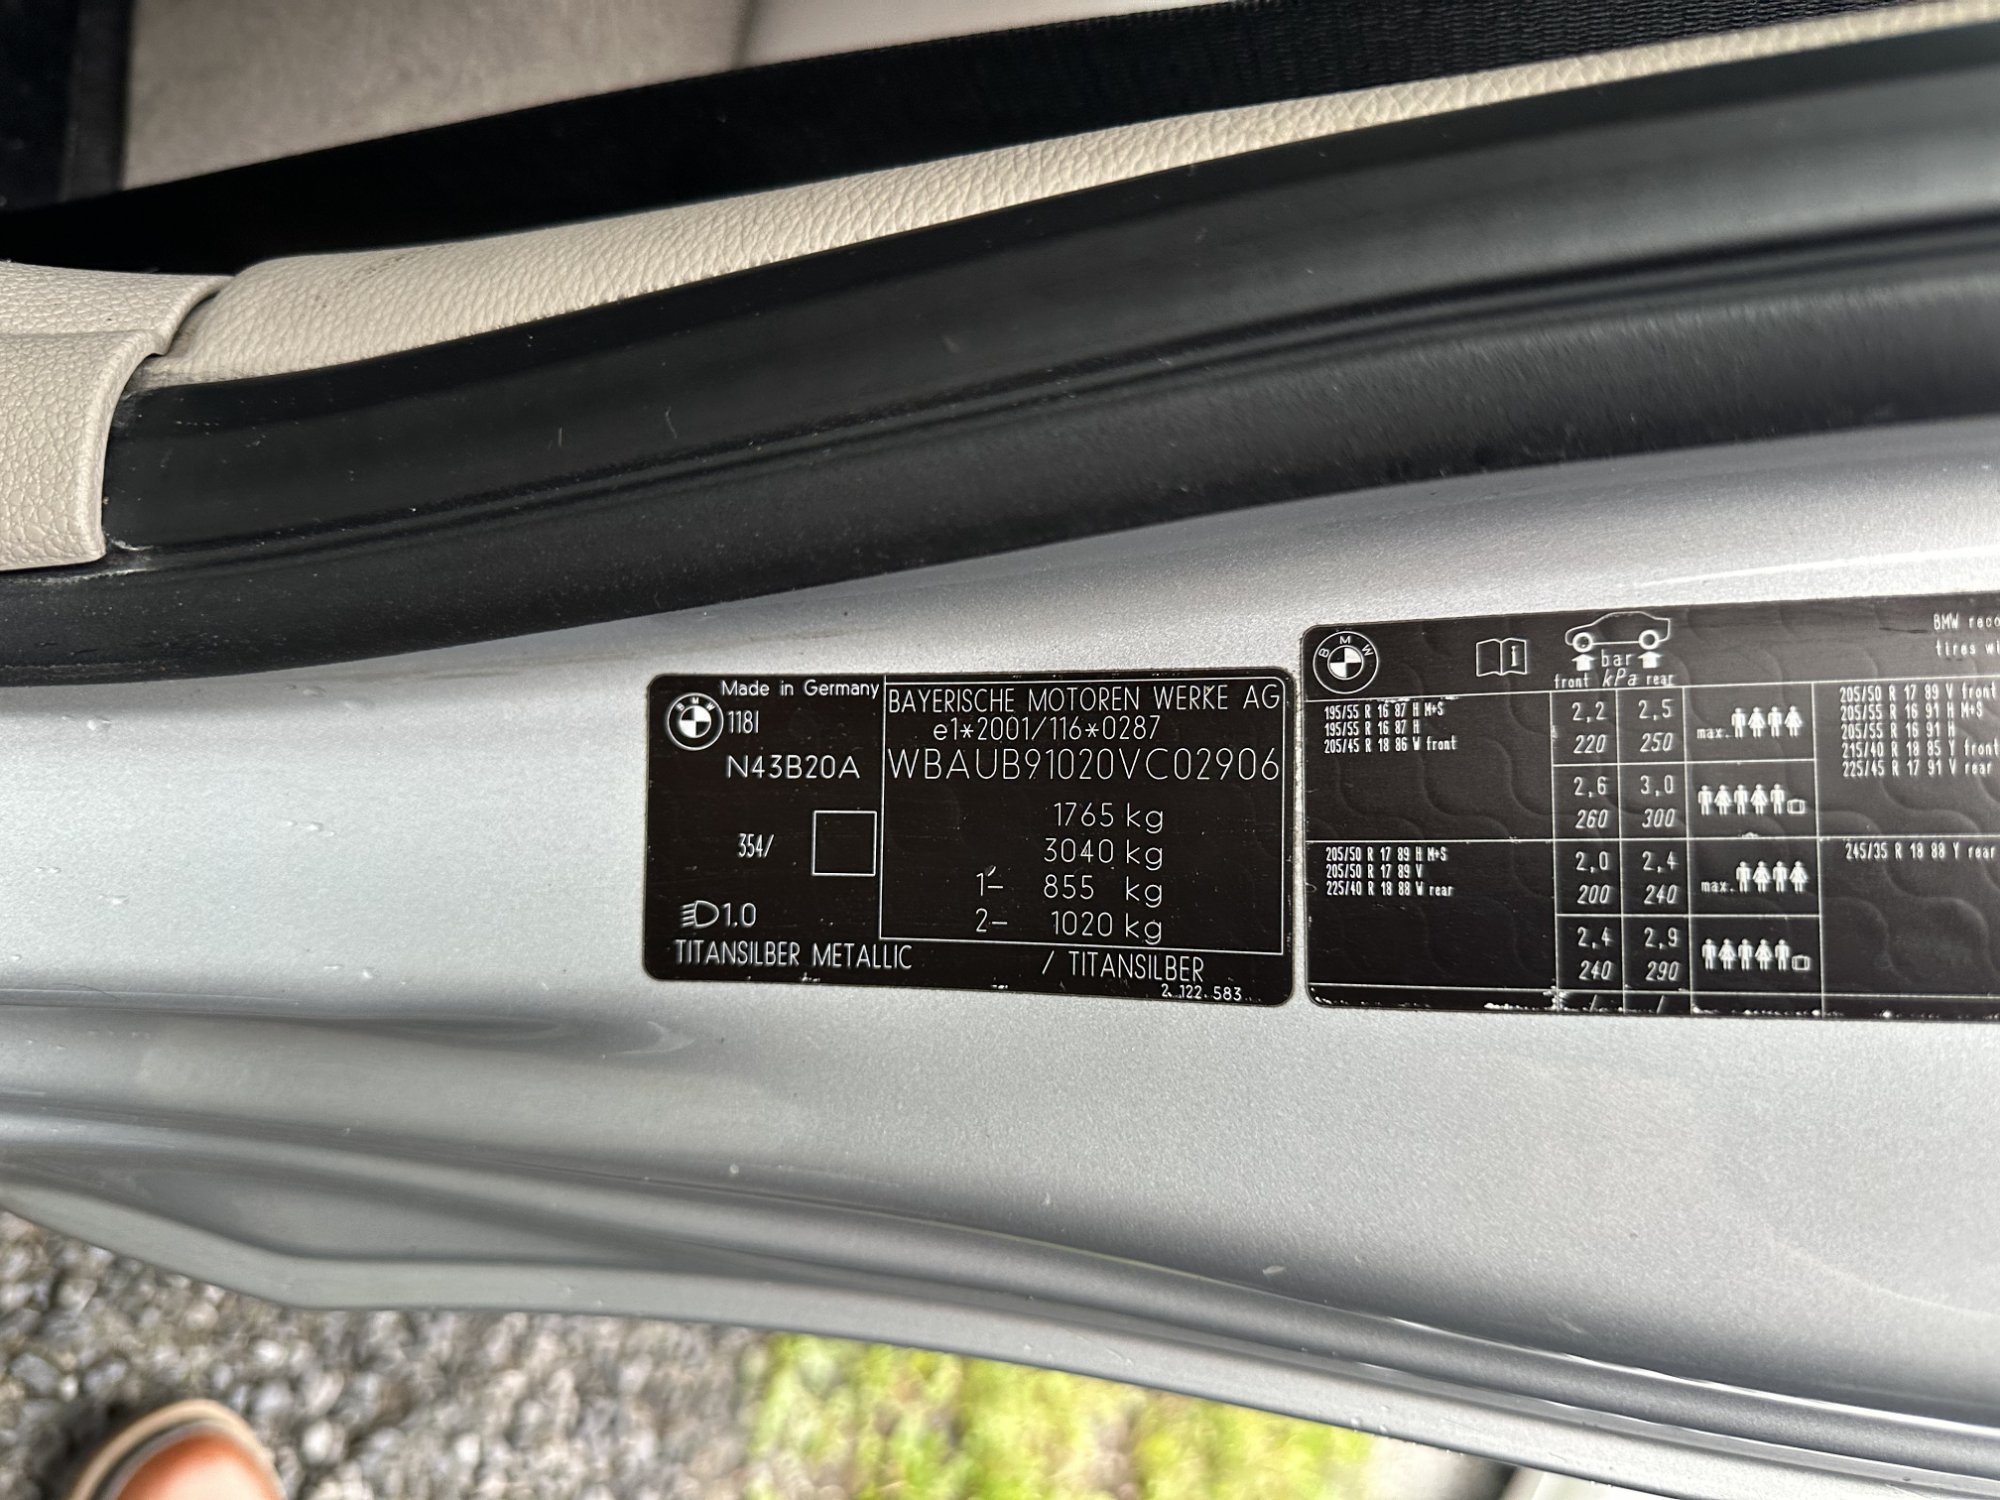 Made in Germany
BMW
118I
N43B20A
354/
1.0
TITANSILBER METALLIC / TITANSILBER
2 122 583
BAYERISCHE MOTOREN WERKE AG
e1*2001/116*0287
WBAUB91020VC02906
1765 kg
3040 kg
1- 855 kg
2- 1020 kg
BMW
i
bar
front kPa rear
BMW
tires
195/55 R 16 87 H M+S
195/55 R 16 87 H
205/45 R 18 86 W front
2,2 2,5
220 250
max.
2,6 3,0
260 300
205/50 R 17 89 V front
205/55 R 16 91 H M+S
205/55 R 16 91 H
215/40 R 18 85 Y front
225/45 R 17 91 V rear
205/50 R 17 89 H M+S
205/50 R 17 89 V
225/40 R 18 88 W rear
2,0 2,4
200 240
max.
2,4 2,9
240 290
245/35 R 18 88 Y rear
/ /